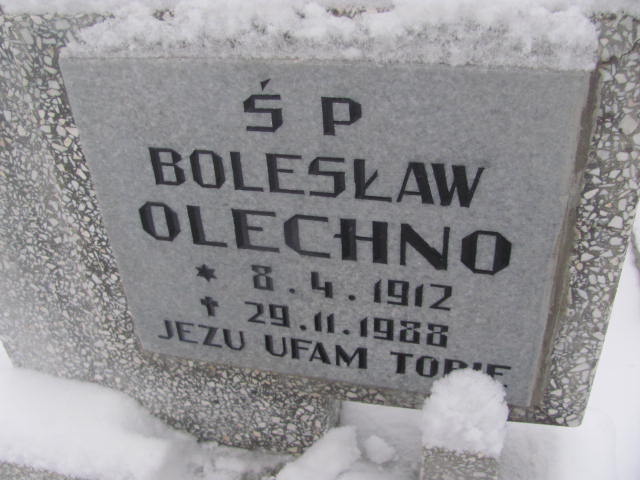 Ś P
BOLESŁAW
OLECHNO
* 8.4.1912
✝ 29.11.1988
JEZU UFAM TOBIE